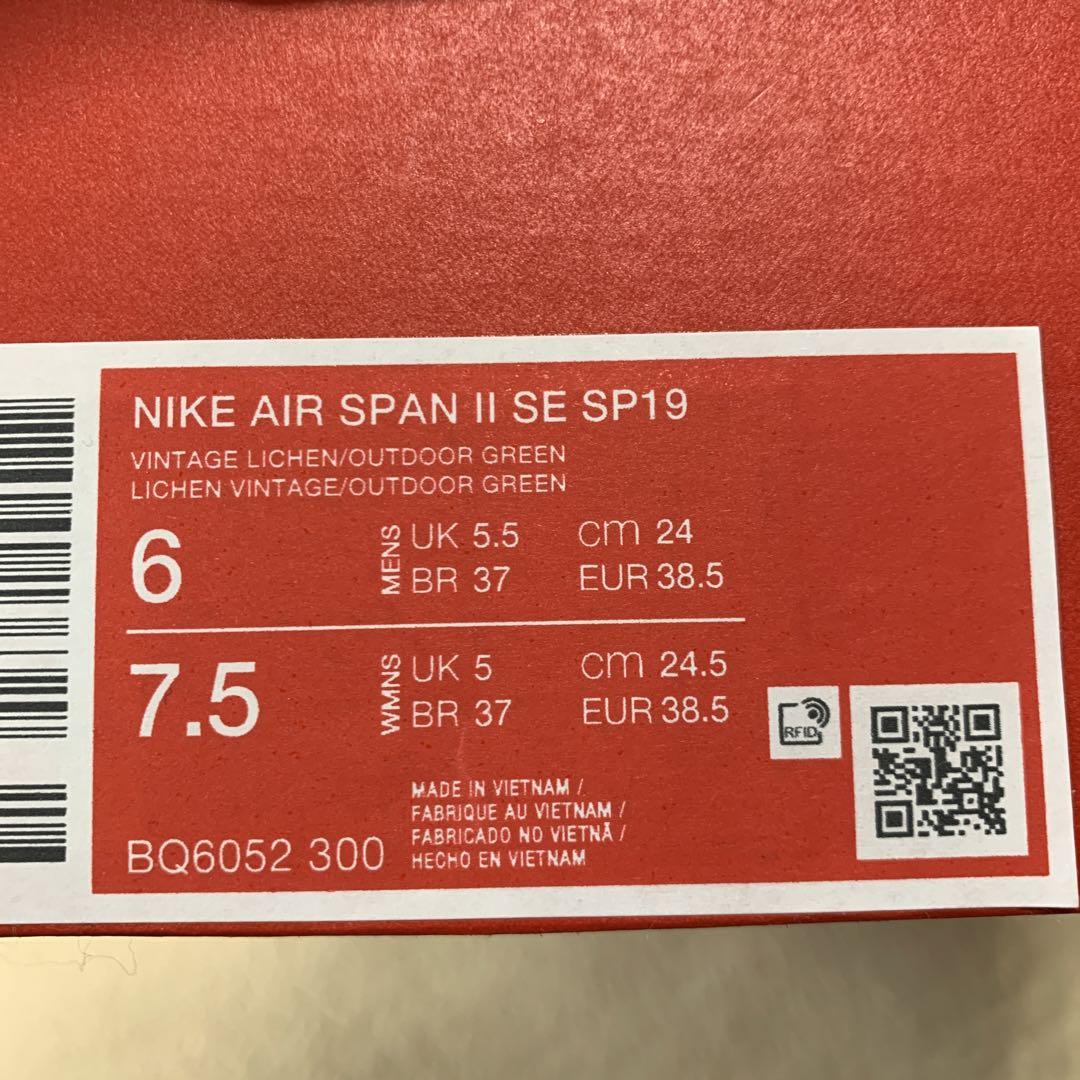 NIKE AIR SPAN II SE SP19
VINTAGE LICHEN/OUTDOOR GREEN
LICHEN VINTAGE/OUTDOOR GREEN
6 MENS UK 5.5 cm 24
BR 37 EUR 38.5
7.5 WMNS UK 5 cm 24.5
BR 37 EUR 38.5
RFID
MADE IN VIETNAM /
FABRIQUE AU VIETNAM /
FABRICADO NO VIETNÃ /
HECHO EN VIETNAM
BQ6052 300